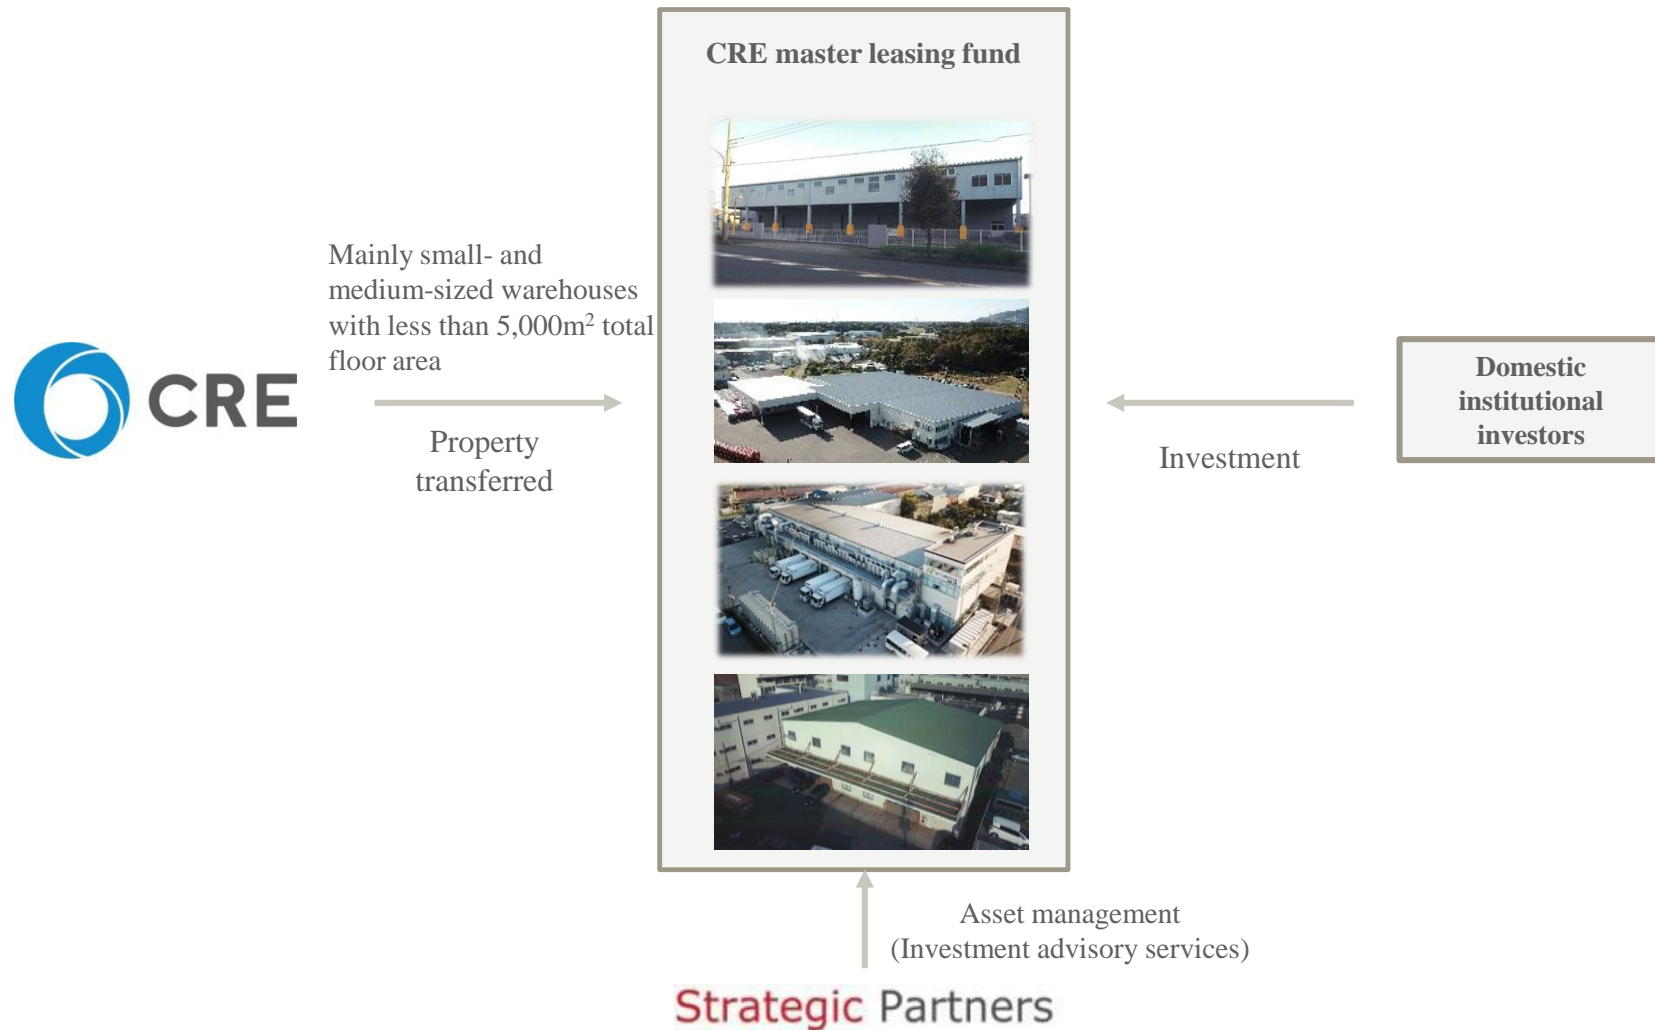 CRE master leasing fund
Mainly small- and
medium-sized warehouses
with less than 5,000m² total
floor area
CRE
Property
transferred
Investment
Domestic
institutional
investors
Asset management
(Investment advisory services)
Strategic Partners